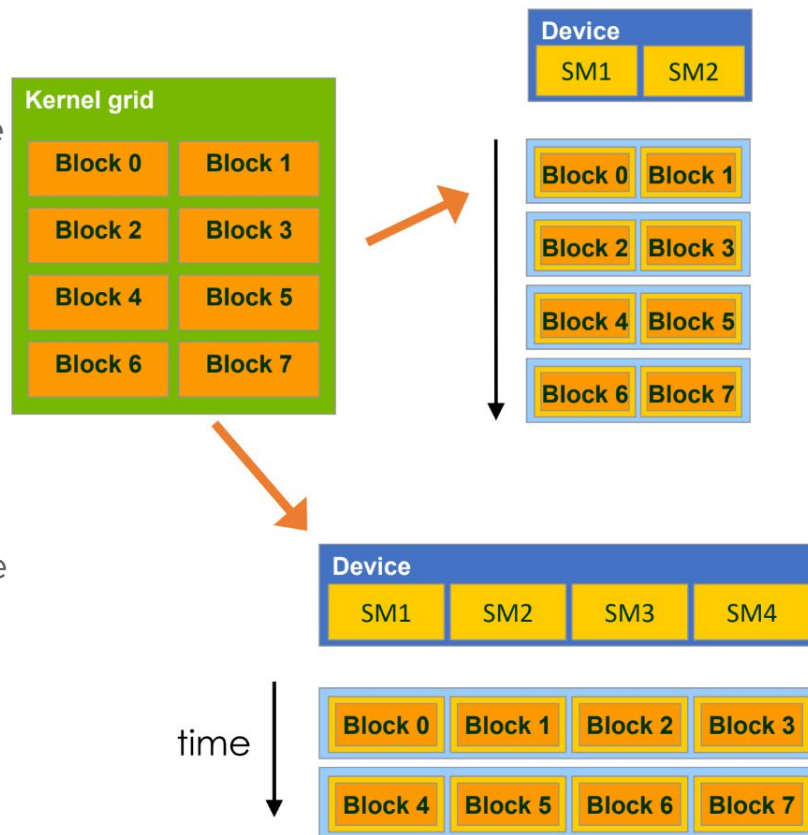 Kernel grid
Block 0 Block 1
Block 2 Block 3
Block 4 Block 5
Block 6 Block 7
e
e
Device
SM1 SM2
Block 0 Block 1
Block 2 Block 3
Block 4 Block 5
Block 6 Block 7
Device
SM1 SM2 SM3 SM4
time
Block 0 Block 1 Block 2 Block 3
Block 4 Block 5 Block 6 Block 7